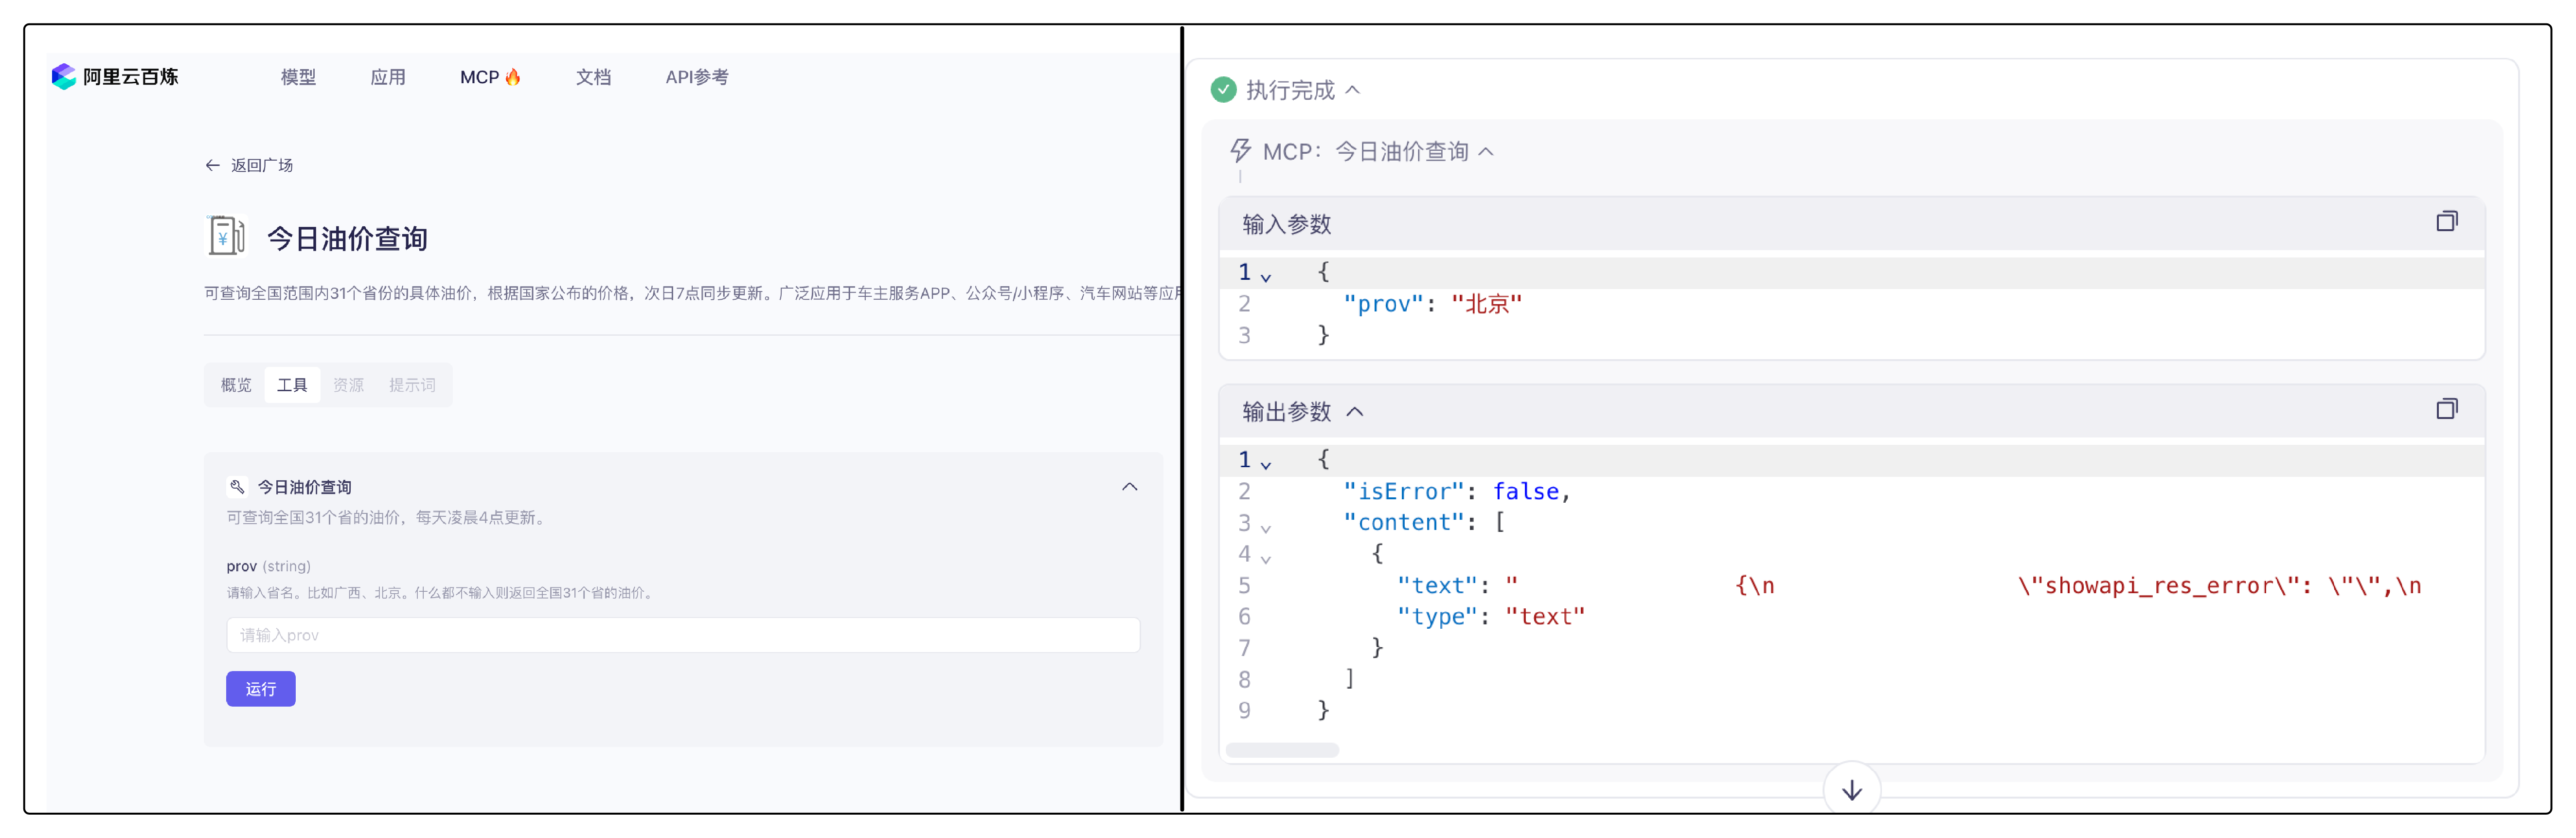 阿里云百炼 模型 应用 MCP🔥 文档 API参考
← 返回广场
今日油价查询
可查询全国范围内31个省份的具体油价，根据国家公布的价格，次日7点同步更新。广泛应用于车主服务APP、公众号/小程序、汽车网站等应
概览 工具 资源 提示词
今日油价查询
可查询全国31个省的油价，每天凌晨4点更新。
prov (string)
请输入省名。比如广西、北京。什么都不输入则返回全国31个省的油价。
请输入prov
运行
执行完成
MCP：今日油价查询
输入参数
1 {
2 "prov": "北京"
3 }
输出参数
1 {
2 "isError": false,
3 "content": [
4 {
5 "text": " {\n \"showapi_res_error\": \"\",\n
6 "type": "text"
7 }
8 ]
9 }